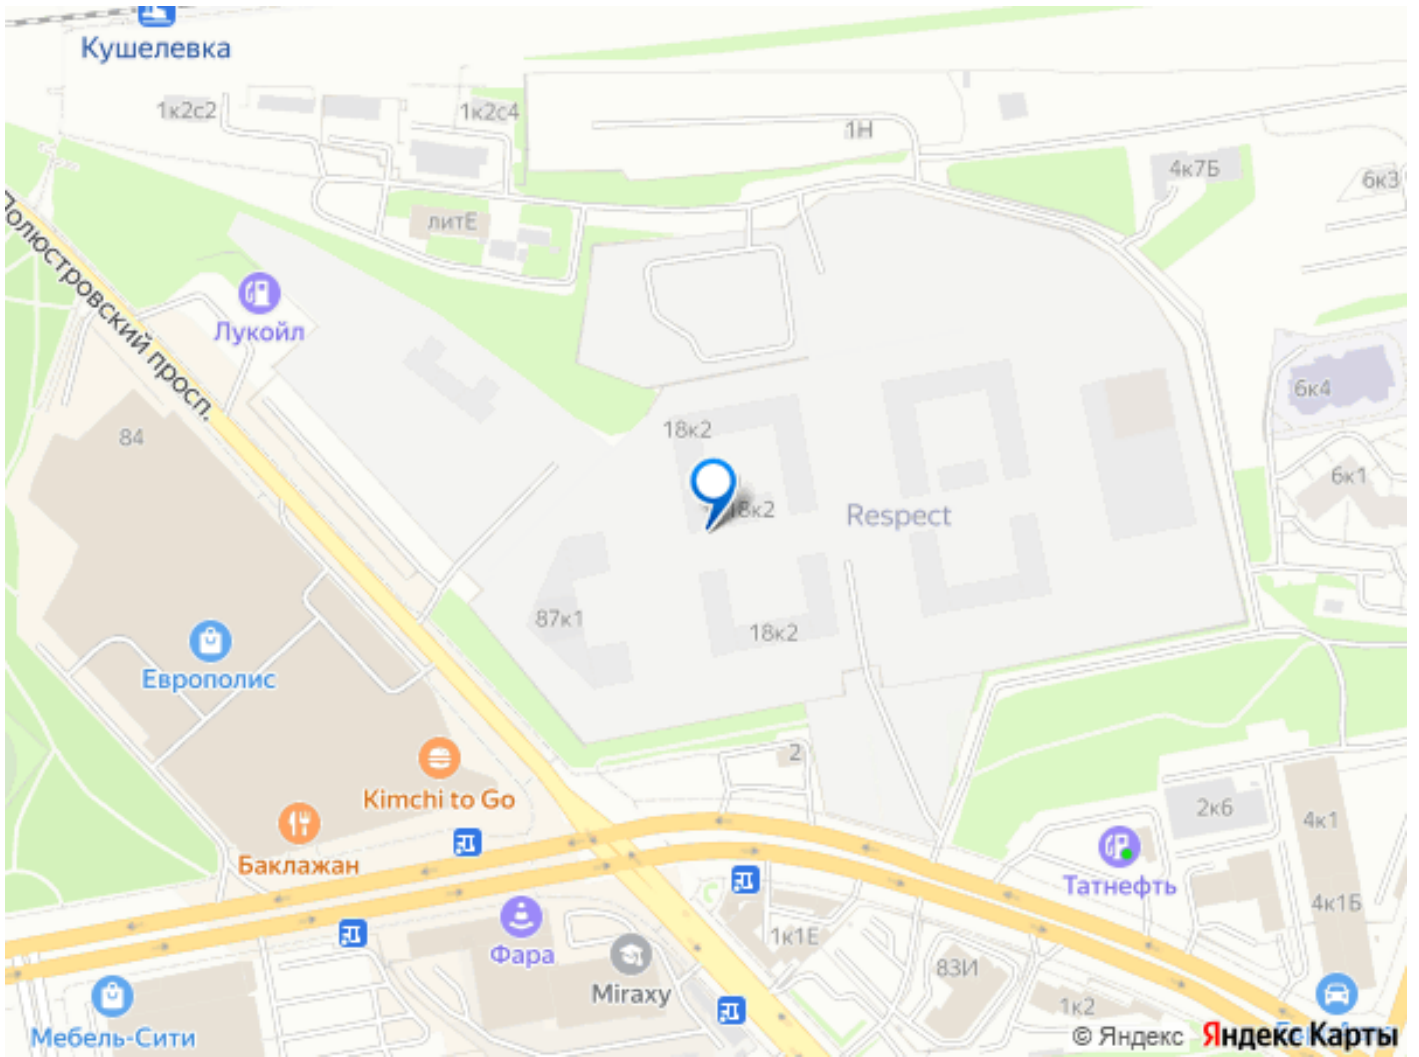 Кушелевка
1к2с2
1к2с4
1Н
4к7Б
6к3
литЕ
Полюстровский просп.
Лукойл
84
18к2
6к4
6к1
18к2
Respect
87к1
18к2
Европолис
2
Kimchi to Go
2к6
4к1
Баклажан
Татнефть
4к1Б
Фара
1к1Е
83И
Miraxy
1к2
Мебель-Сити
© Яндекс Яндекс Карты